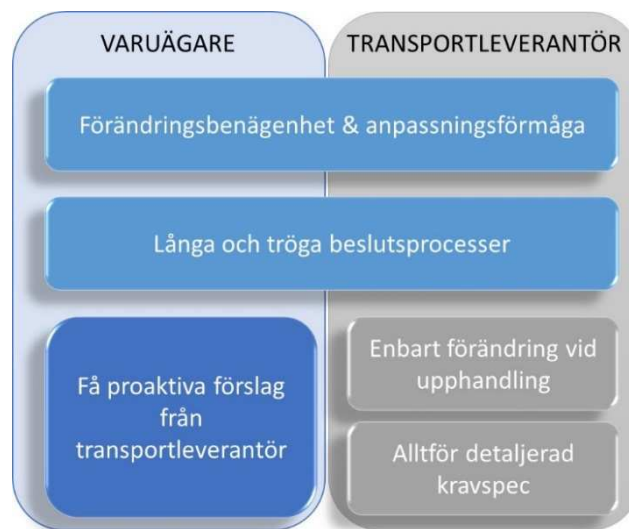 VARUÄGARE
TRANSPORTLEVERANTÖR
Förändringsbenägenhet & anpassningsförmåga
Långa och tröga beslutsprocesser
Få proaktiva förslag
från
transportleverantör
Enbart förändring vid
upphandling
Alltför detaljerad
kravspec